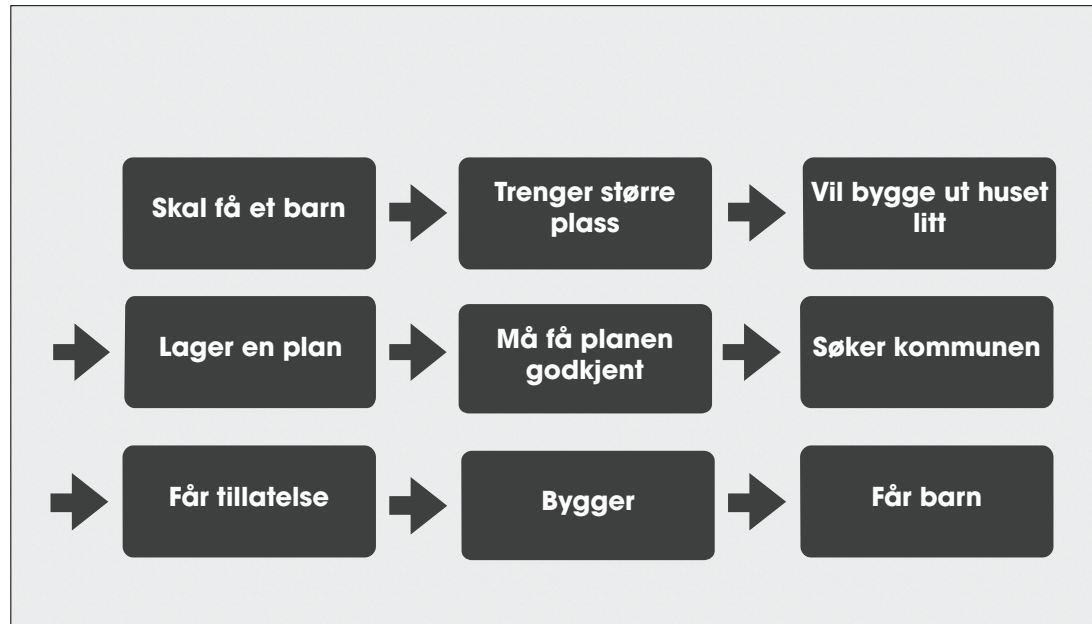 Skal få et barn
Trenger større
plass
Vil bygge ut huset
litt
Lager en plan
Må få planen
godkjent
Søker kommunen
Får tillatelse
Bygger
Får barn